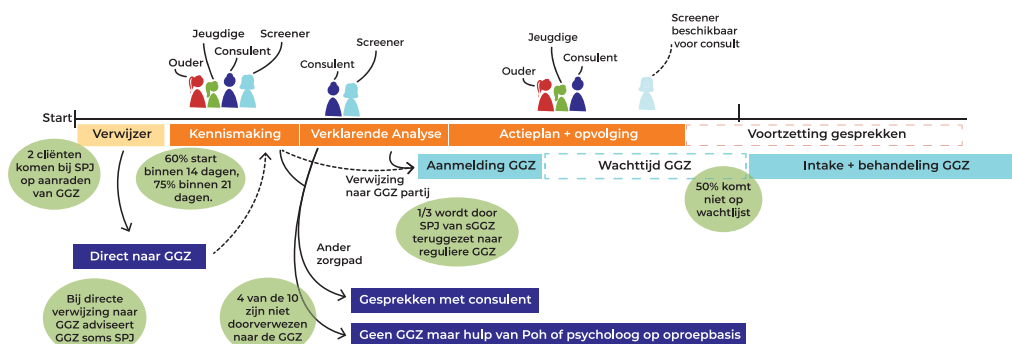 Jeugdige
Consulent
Screener
Ouder
Consulent
Screener
Jeugdige
Consulent
Ouder
Screener
beschikbaar
voor consult
Start
Verwijzer
Kennismaking
Verklarende Analyse
Actieplan + opvolging
Voortzetting gesprekken
2 cliënten
komen bij SPJ
op aanraden
van GGZ
60% start
binnen 14 dagen,
75% binnen 21
dagen.
Verwijzing
naar GGZ partij
Aanmelding GGZ
Wachttijd GGZ
Intake + behandeling GGZ
50% komt
niet op
wachtlijst
1/3 wordt door
SPJ van sGGZ
teruggezet naar
reguliere GGZ
Direct naar GGZ
Ander
zorgpad
Bij directe
verwijzing naar
GGZ adviseert
GGZ soms SPJ
4 van de 10
zijn niet
doorverwezen
naar de GGZ
Gesprekken met consulent
Geen GGZ maar hulp van Poh of psycholoog op oproepbasis